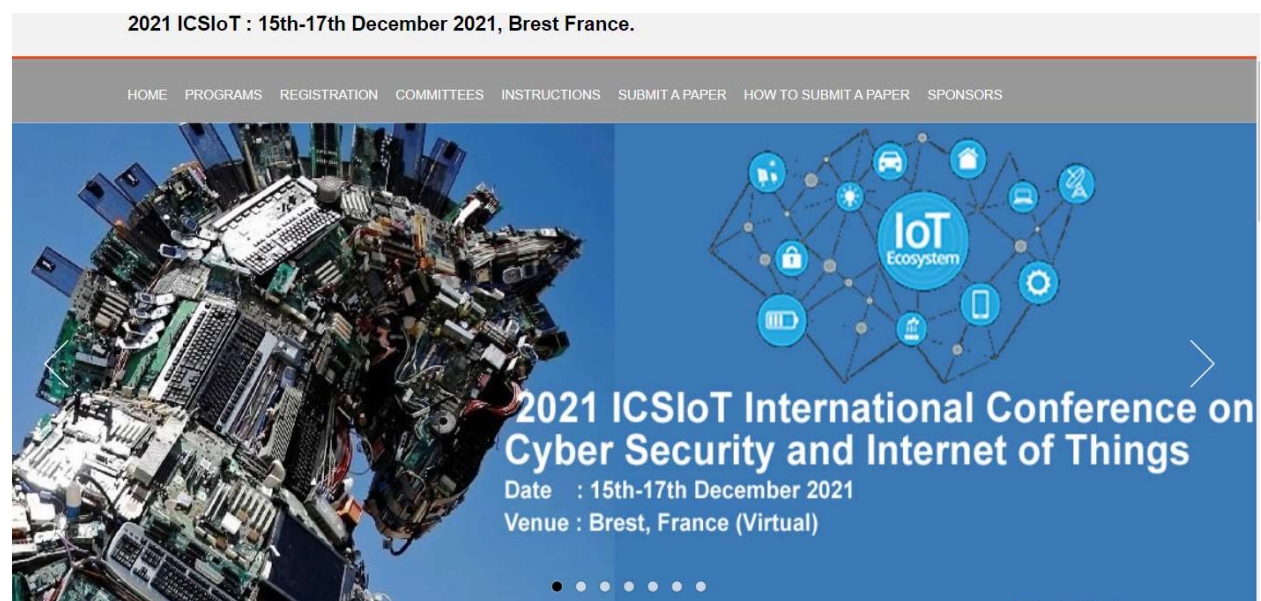 2021 ICSIoT : 15th-17th December 2021, Brest France.
HOME PROGRAMS REGISTRATION COMMITTEES INSTRUCTIONS SUBMIT A PAPER HOW TO SUBMIT A PAPER SPONSORS
IoT
Ecosystem
2021 ICSIoT International Conference on
Cyber Security and Internet of Things
Date : 15th-17th December 2021
Venue : Brest, France (Virtual)